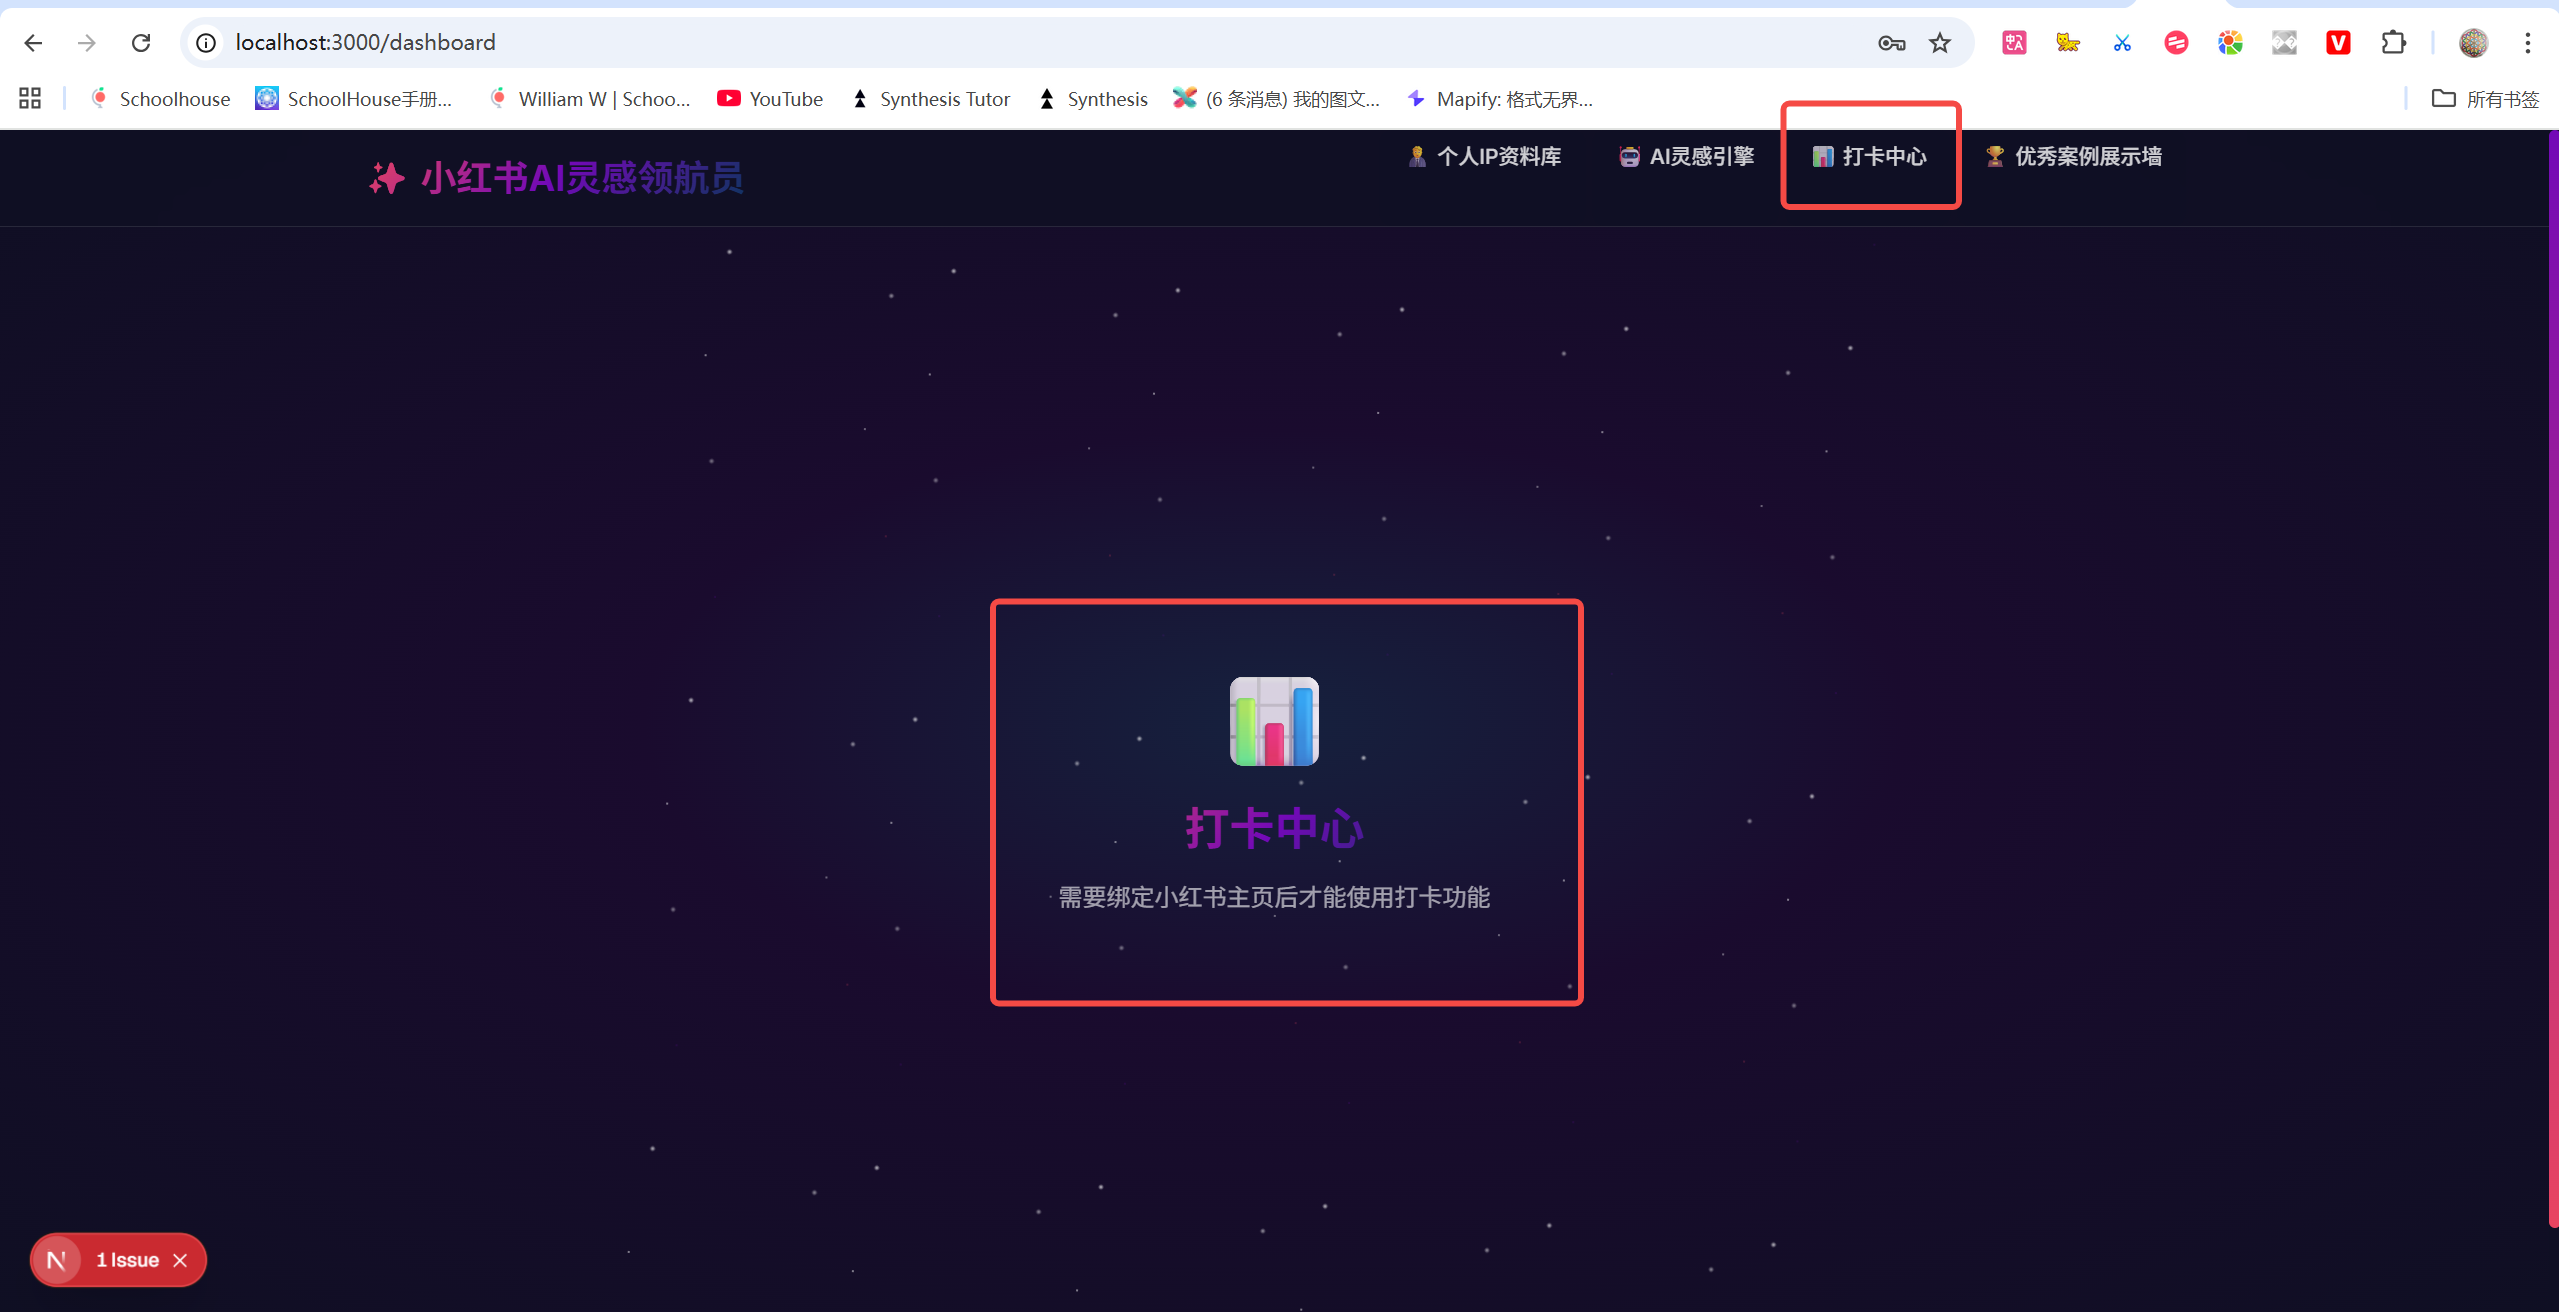 localhost:3000/dashboard
Schoolhouse
SchoolHouse手册...
William W | Schoo...
YouTube
Synthesis Tutor
Synthesis
(6 条消息) 我的图文...
Mapify: 格式无界...
所有书签
小红书AI灵感领航员
个人IP资料库
AI灵感引擎
打卡中心
优秀案例展示墙
打卡中心
需要绑定小红书主页后才能使用打卡功能
N
1 Issue